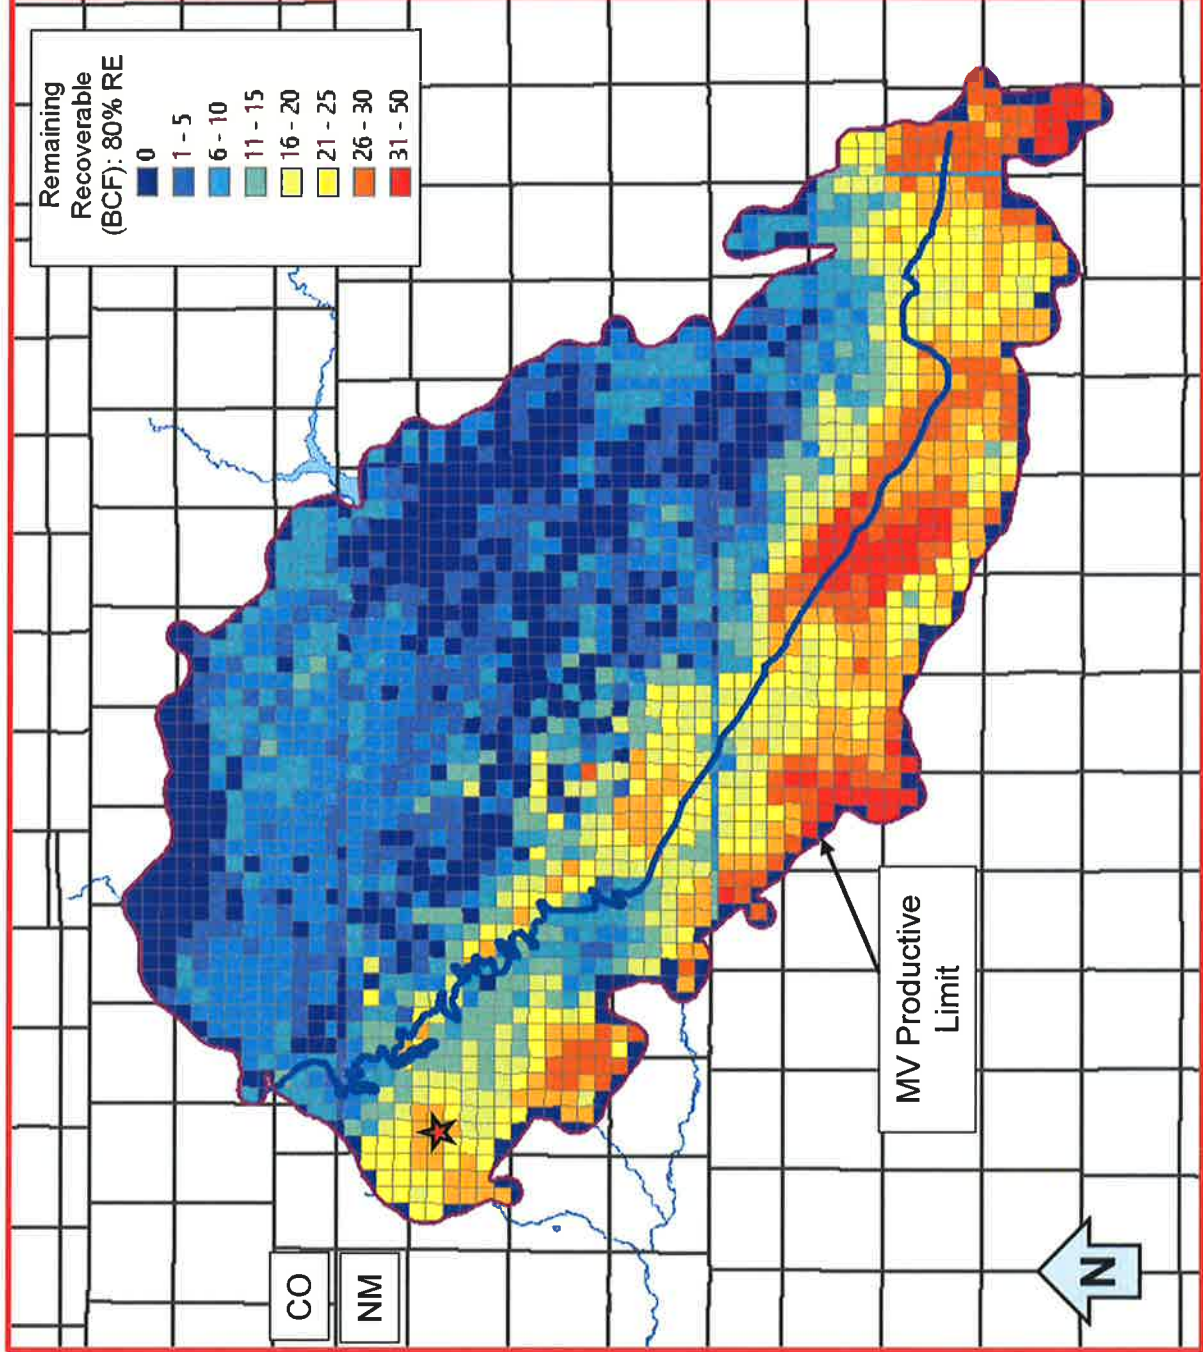 Remaining
Recoverable
(BCF): 80% RE
0
1 - 5
6 - 10
11 - 15
16 - 20
21 - 25
26 - 30
31 - 50
CO
NM
MV Productive
Limit
N